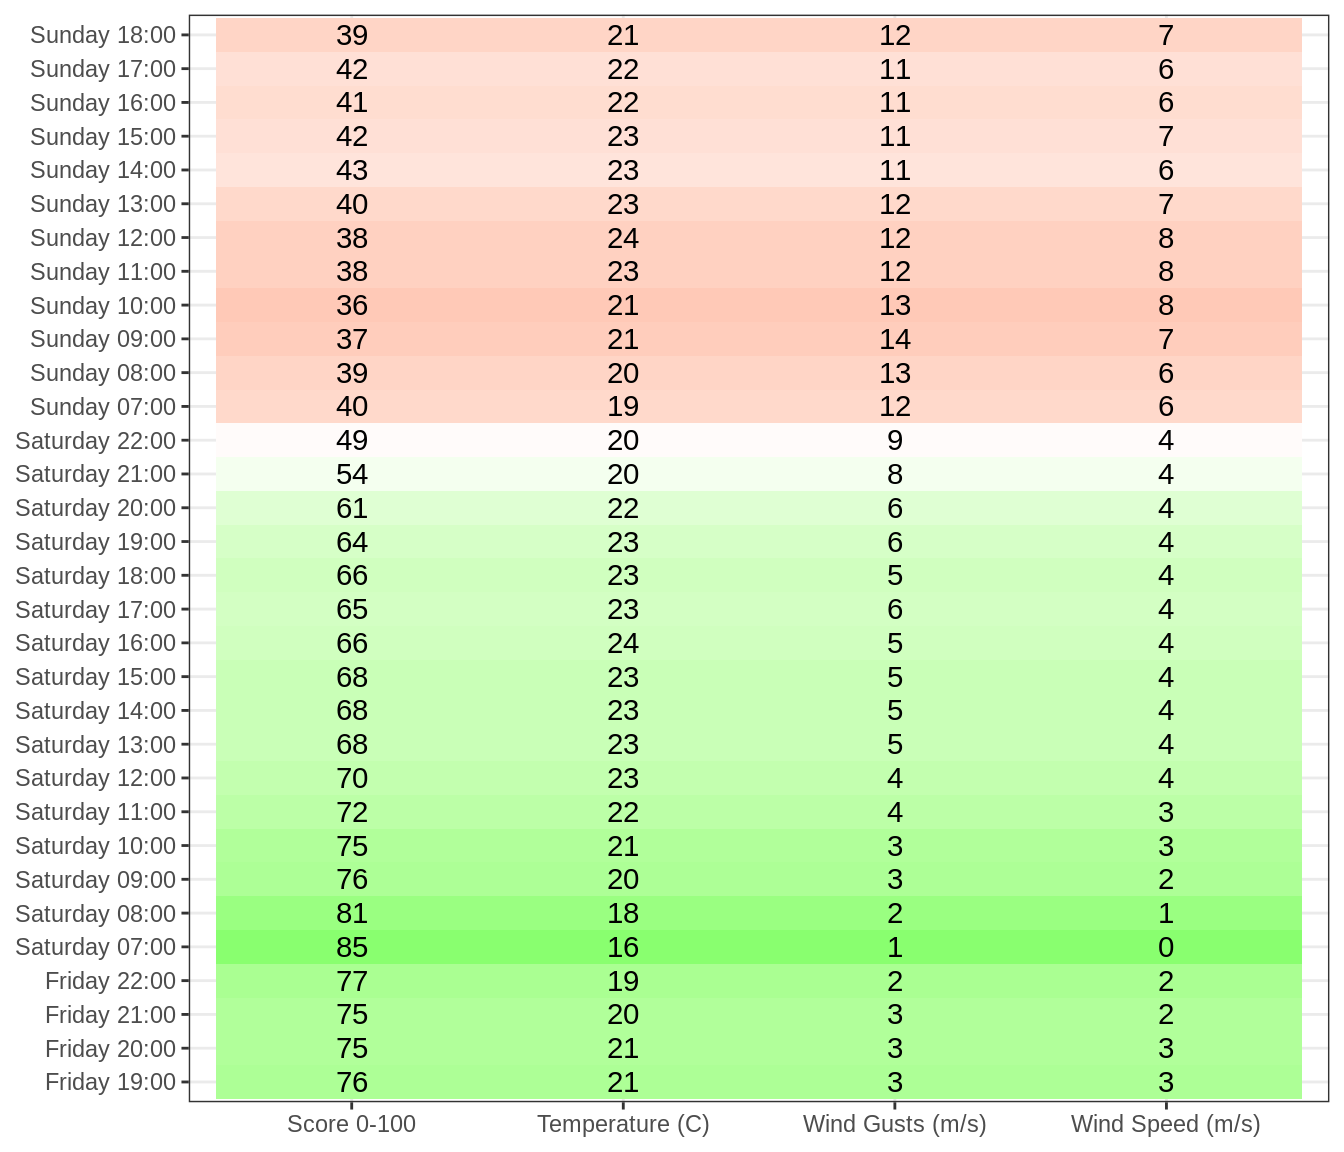 Sunday 18:00 39 21 12 7
Sunday 17:00 42 22 11 6
Sunday 16:00 41 22 11 6
Sunday 15:00 42 23 11 7
Sunday 14:00 43 23 11 6
Sunday 13:00 40 23 12 7
Sunday 12:00 38 24 12 8
Sunday 11:00 38 23 12 8
Sunday 10:00 36 21 13 8
Sunday 09:00 37 21 14 7
Sunday 08:00 39 20 13 6
Sunday 07:00 40 19 12 6
Saturday 22:00 49 20 9 4
Saturday 21:00 54 20 8 4
Saturday 20:00 61 22 6 4
Saturday 19:00 64 23 6 4
Saturday 18:00 66 23 5 4
Saturday 17:00 65 23 6 4
Saturday 16:00 66 24 5 4
Saturday 15:00 68 23 5 4
Saturday 14:00 68 23 5 4
Saturday 13:00 68 23 5 4
Saturday 12:00 70 23 4 4
Saturday 11:00 72 22 4 3
Saturday 10:00 75 21 3 3
Saturday 09:00 76 20 3 2
Saturday 08:00 81 18 2 1
Saturday 07:00 85 16 1 0
Friday 22:00 77 19 2 2
Friday 21:00 75 20 3 2
Friday 20:00 75 21 3 3
Friday 19:00 76 21 3 3
Score 0-100 Temperature (C) Wind Gusts (m/s) Wind Speed (m/s)